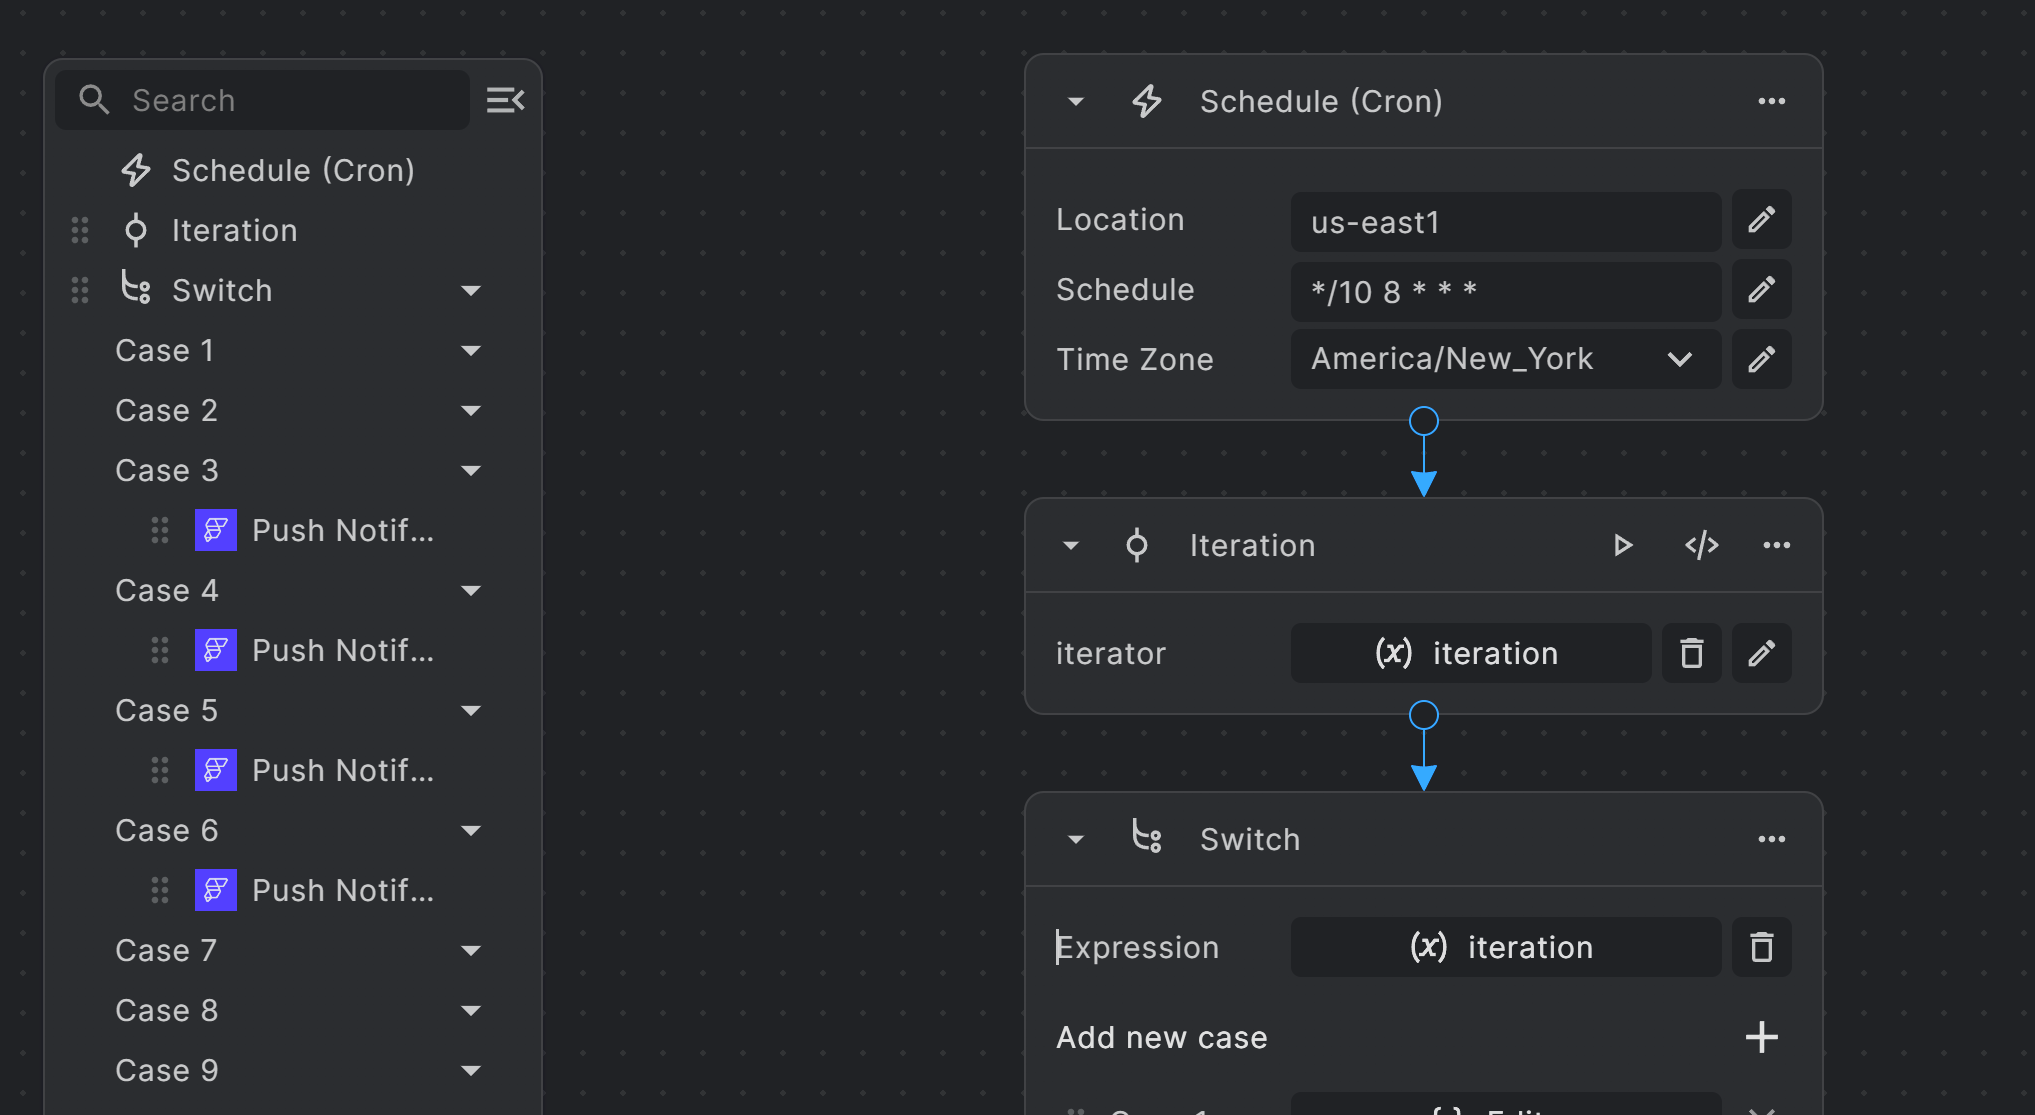 Search
Schedule (Cron)
Iteration
Switch
Case 1
Case 2
Case 3
Push Notif...
Case 4
Push Notif...
Case 5
Push Notif...
Case 6
Push Notif...
Case 7
Case 8
Case 9
Schedule (Cron)
Location us-east1
Schedule */10 8 * * *
Time Zone America/New_York
Iteration
iterator (x) iteration
Switch
Expression (x) iteration
Add new case